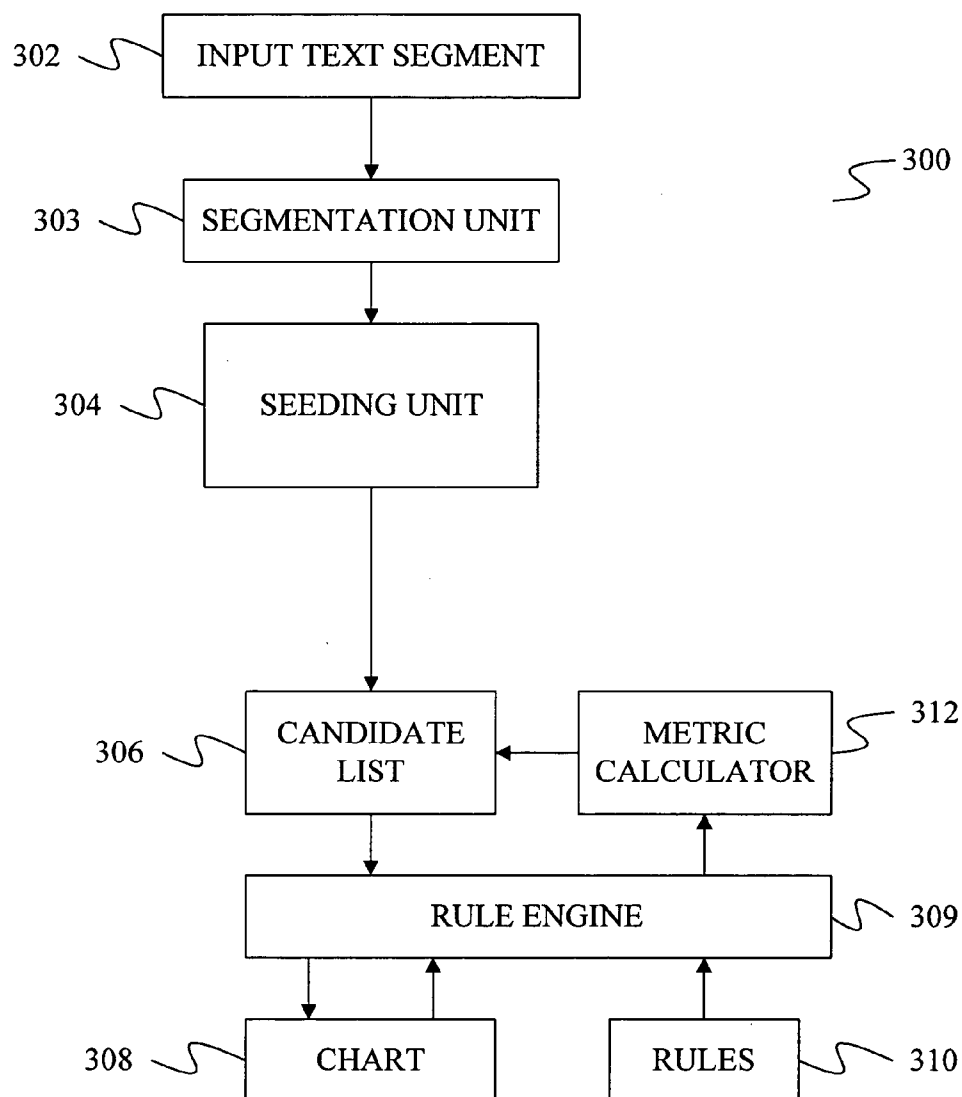 302
INPUT TEXT SEGMENT
300
303
SEGMENTATION UNIT
304
SEEDING UNIT
306
CANDIDATE
LIST
METRIC
CALCULATOR
312
RULE ENGINE
309
308
CHART
RULES
310